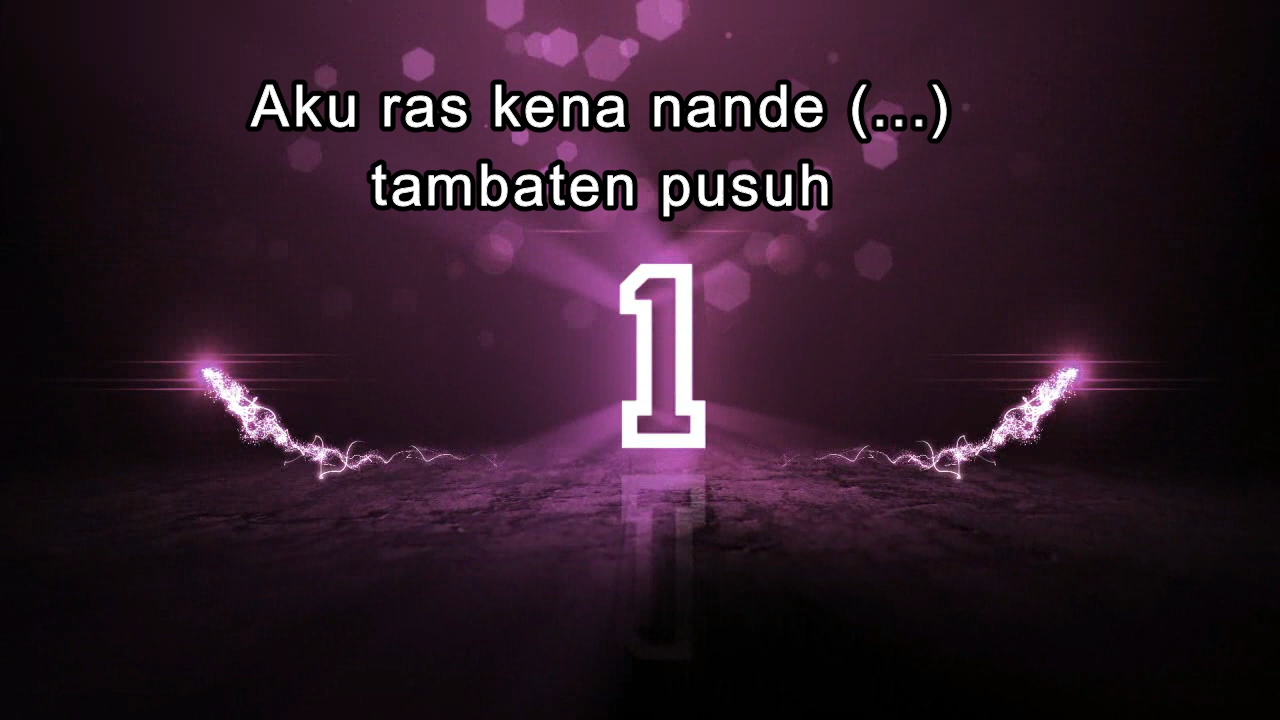 Aku ras kena nande (...)
tambaten pusuh
1